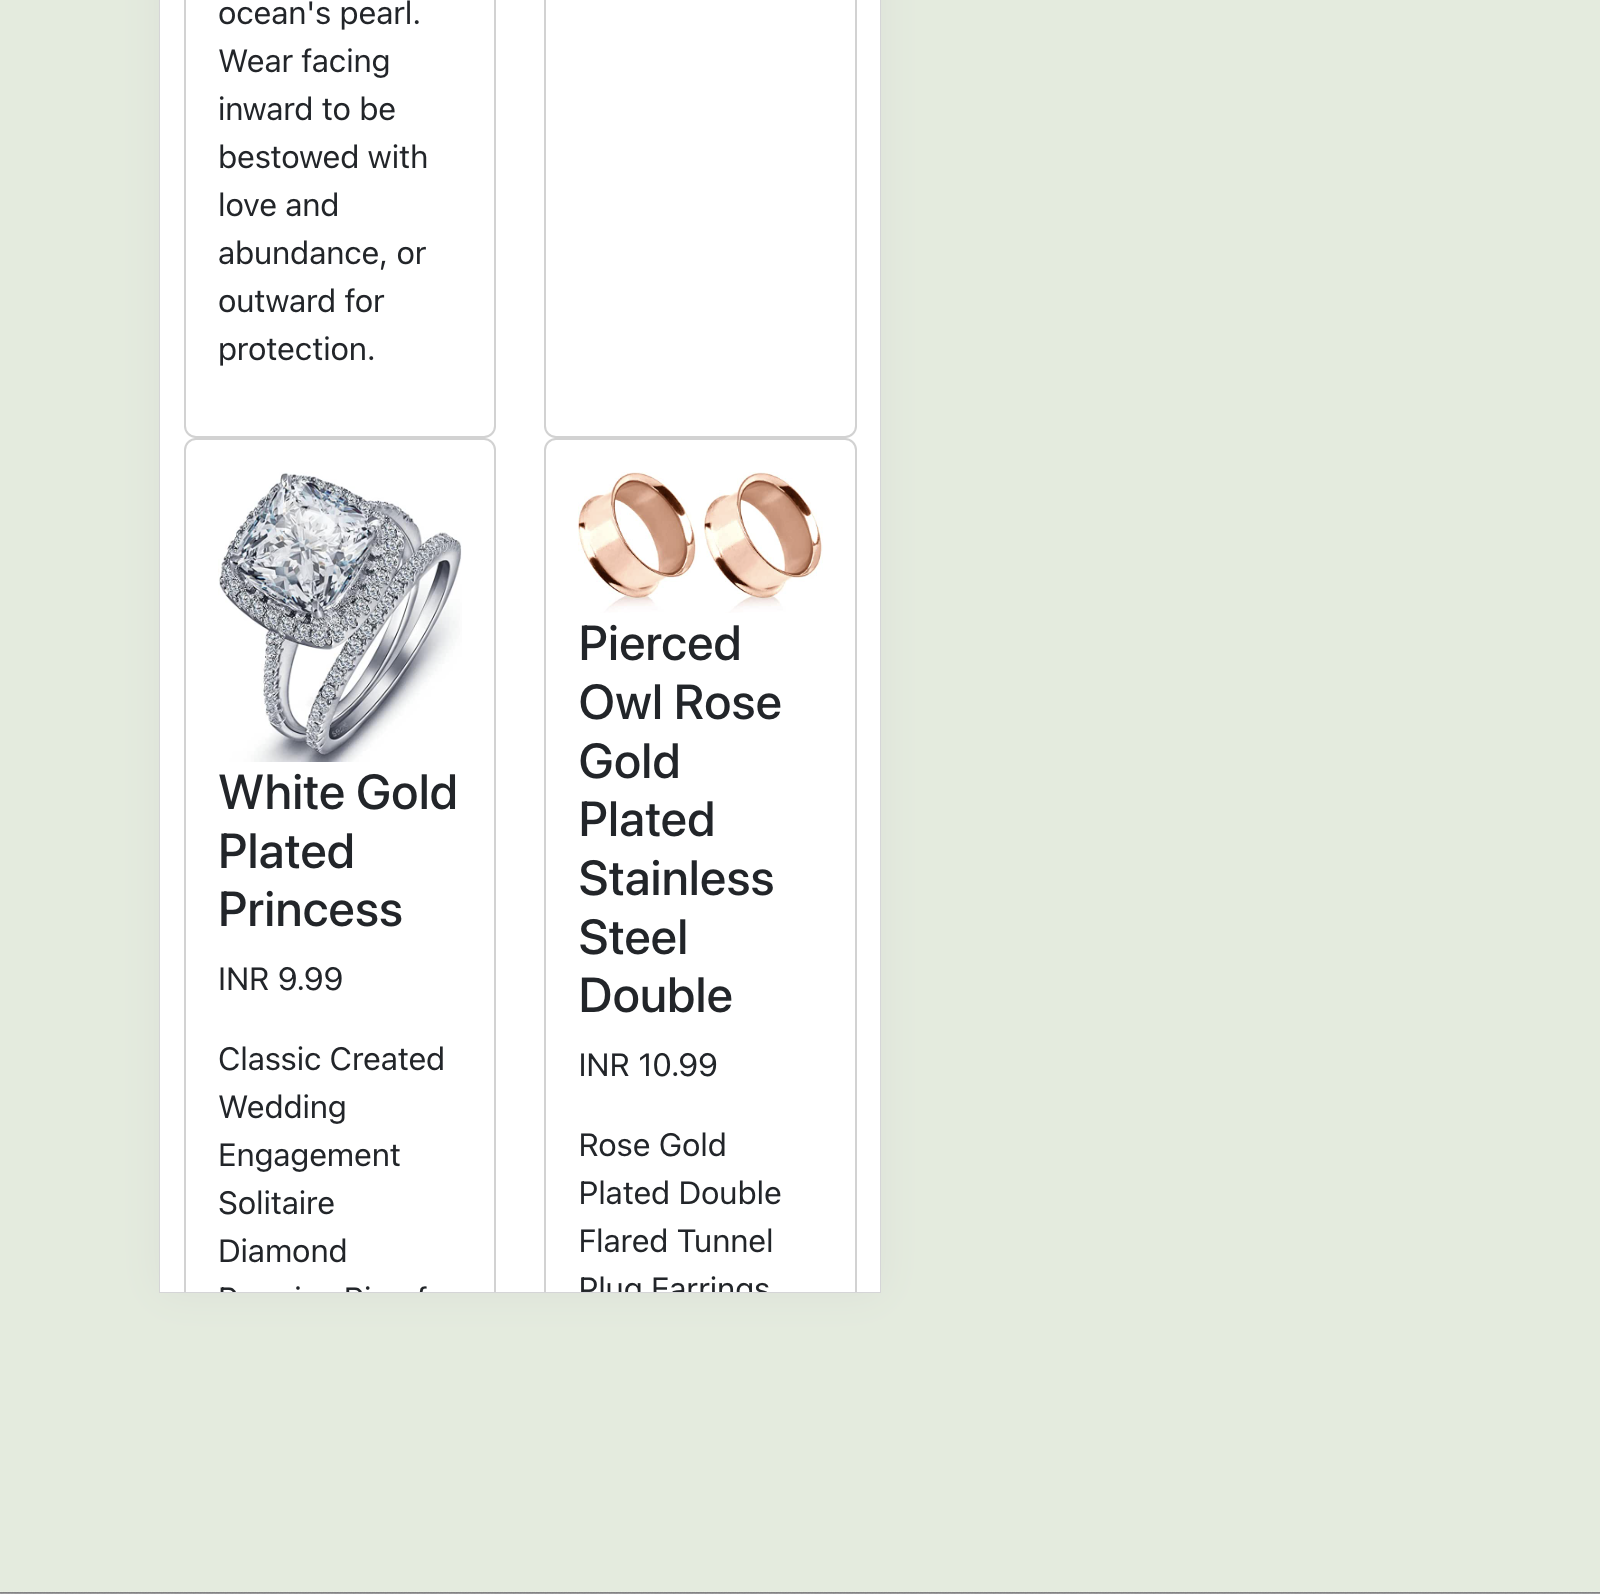 ocean's pearl.
Wear facing
inward to be
bestowed with
love and
abundance, or
outward for
protection.
White Gold
Plated
Princess
INR 9.99
Classic Created
Wedding
Engagement
Solitaire
Diamond
Pierced
Owl Rose
Gold
Plated
Stainless
Steel
Double
INR 10.99
Rose Gold
Plated Double
Flared Tunnel
Plug Earrings